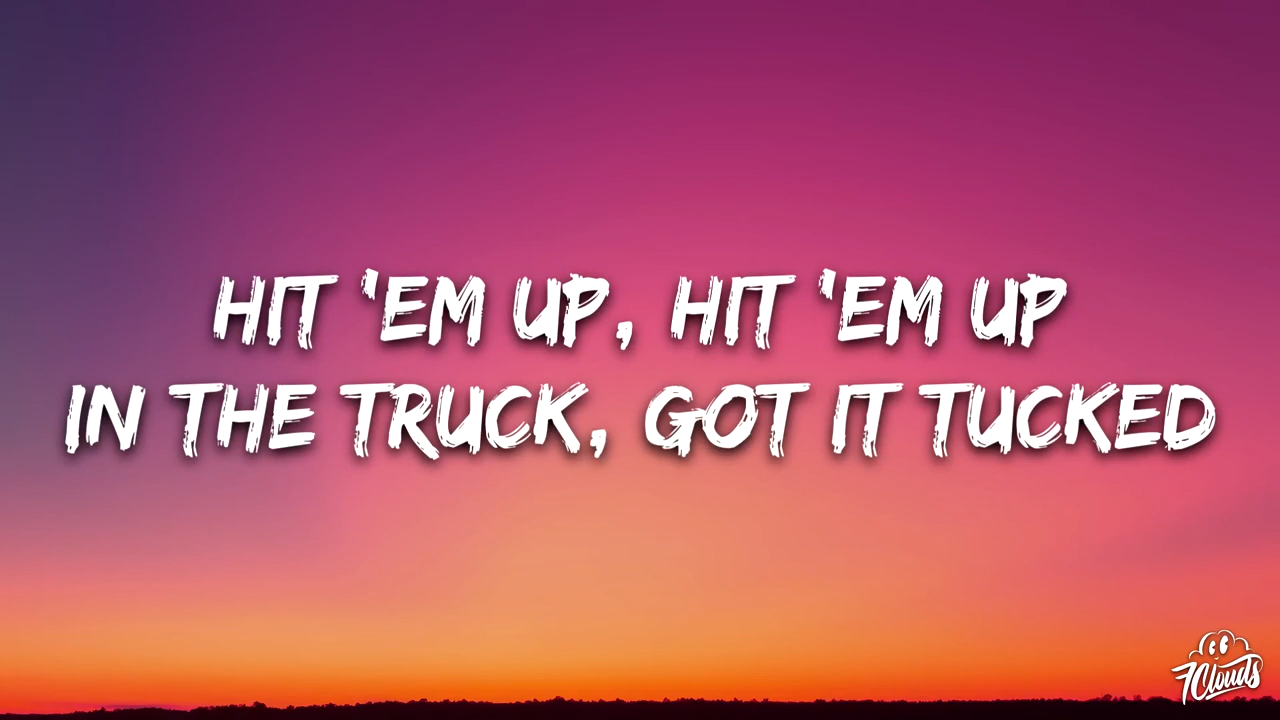 HIT 'EM UP, HIT 'EM UP
IN THE TRUCK, GOT IT TUCKED
7Clouds